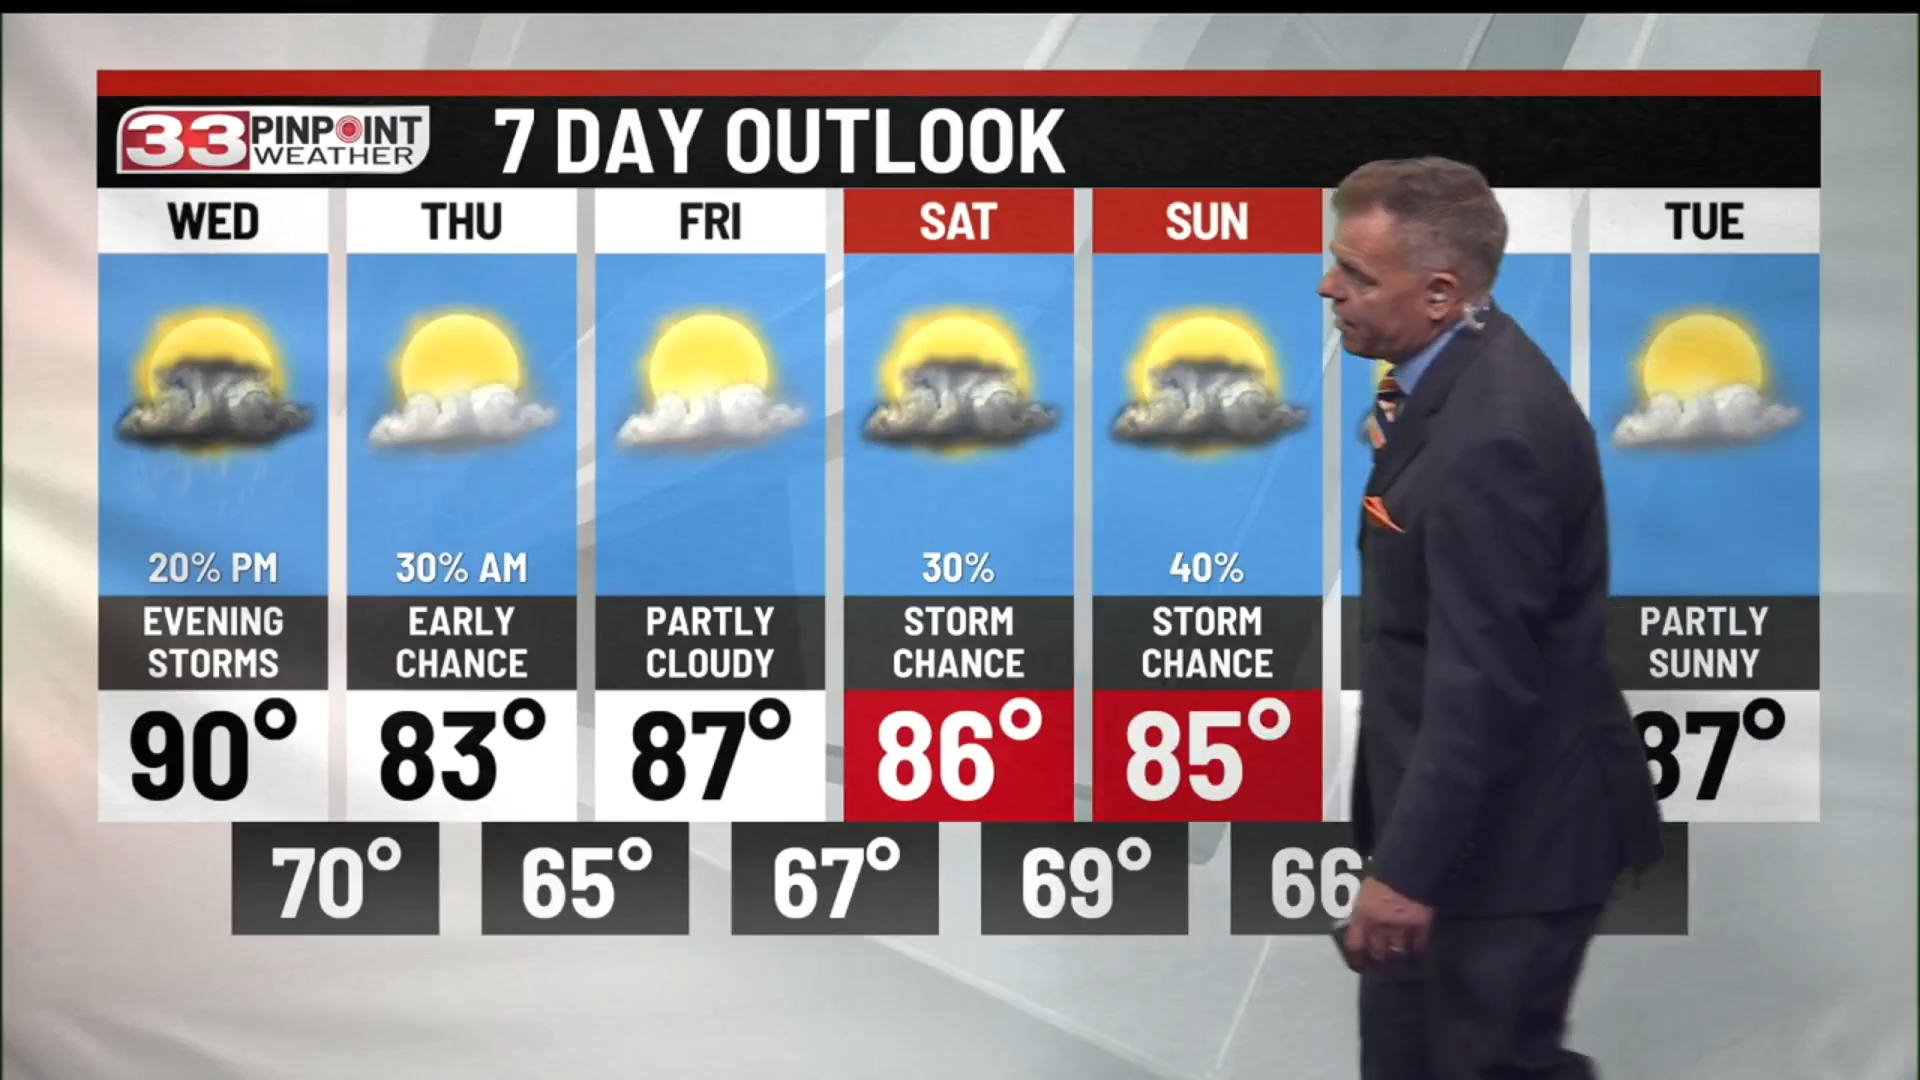 33 PINPOINT WEATHER
7 DAY OUTLOOK
WED THU FRI SAT SUN TUE
20% PM 30% AM 30% 40%
EVENING STORMS
EARLY CHANCE
PARTLY CLOUDY
STORM CHANCE
STORM CHANCE
PARTLY SUNNY
90° 83° 87° 86° 85° 87°
70° 65° 67° 69° 66°